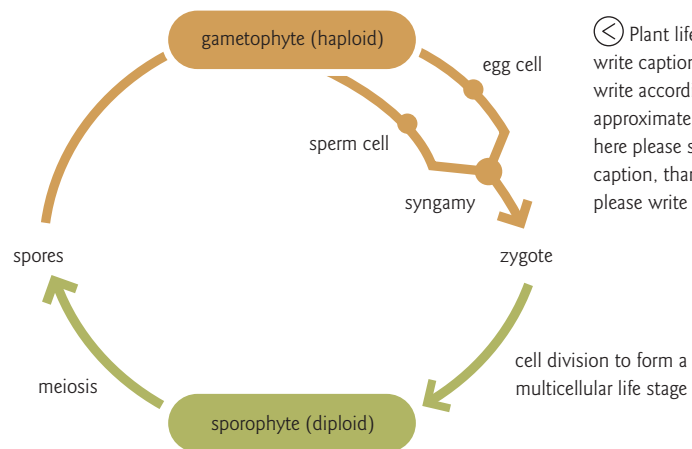 gametophyte (haploid)
egg cell
sperm cell
syngamy
spores
zygote
meiosis
cell division to form a
multicellular life stage
sporophyte (diploid)
Plant life
write caption
write accord
approximate
here please s
caption, than
please write